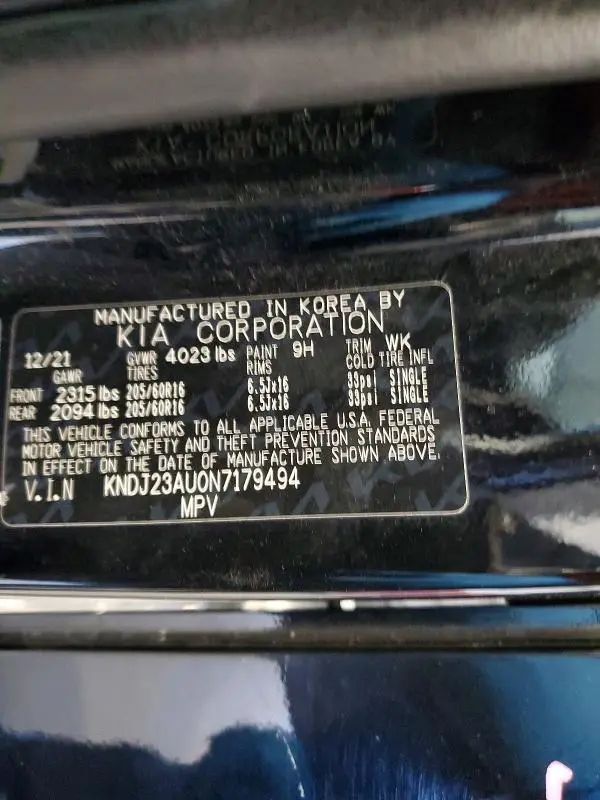 MANUFACTURED IN KOREA BY
KIA CORPORATION
12/21 GVWR 4023 lbs PAINT 9H TRIM WK
GAWR TIRES RIMS COLD TIRE INFL
FRONT 2315 lbs 205/60R16 6.5Jx16 33psi SINGLE
REAR 2094 lbs 205/60R16 6.5Jx16 33psi SINGLE
THIS VEHICLE CONFORMS TO ALL APPLICABLE U.S.A. FEDERAL
MOTOR VEHICLE SAFETY AND THEFT PREVENTION STANDARDS
IN EFFECT ON THE DATE OF MANUFACTURE SHOWN ABOVE.
V.I.N KNDJ23AU0N7179494
MPV